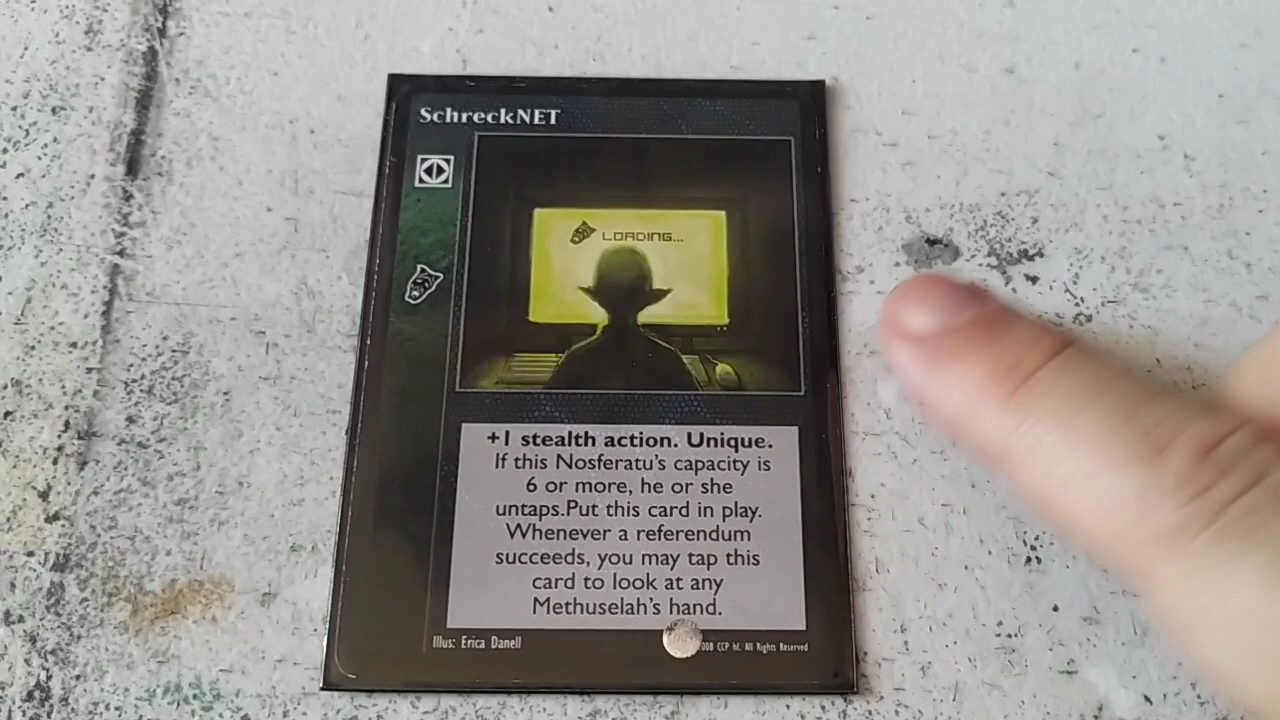 SchreckNET
LOADING...
+1 stealth action. Unique.
If this Nosferatu's capacity is
6 or more, he or she
untaps.Put this card in play.
Whenever a referendum
succeeds, you may tap this
card to look at any
Methuselah's hand.
Illus: Erica Danell
008 CCP hf. All Rights Reserved